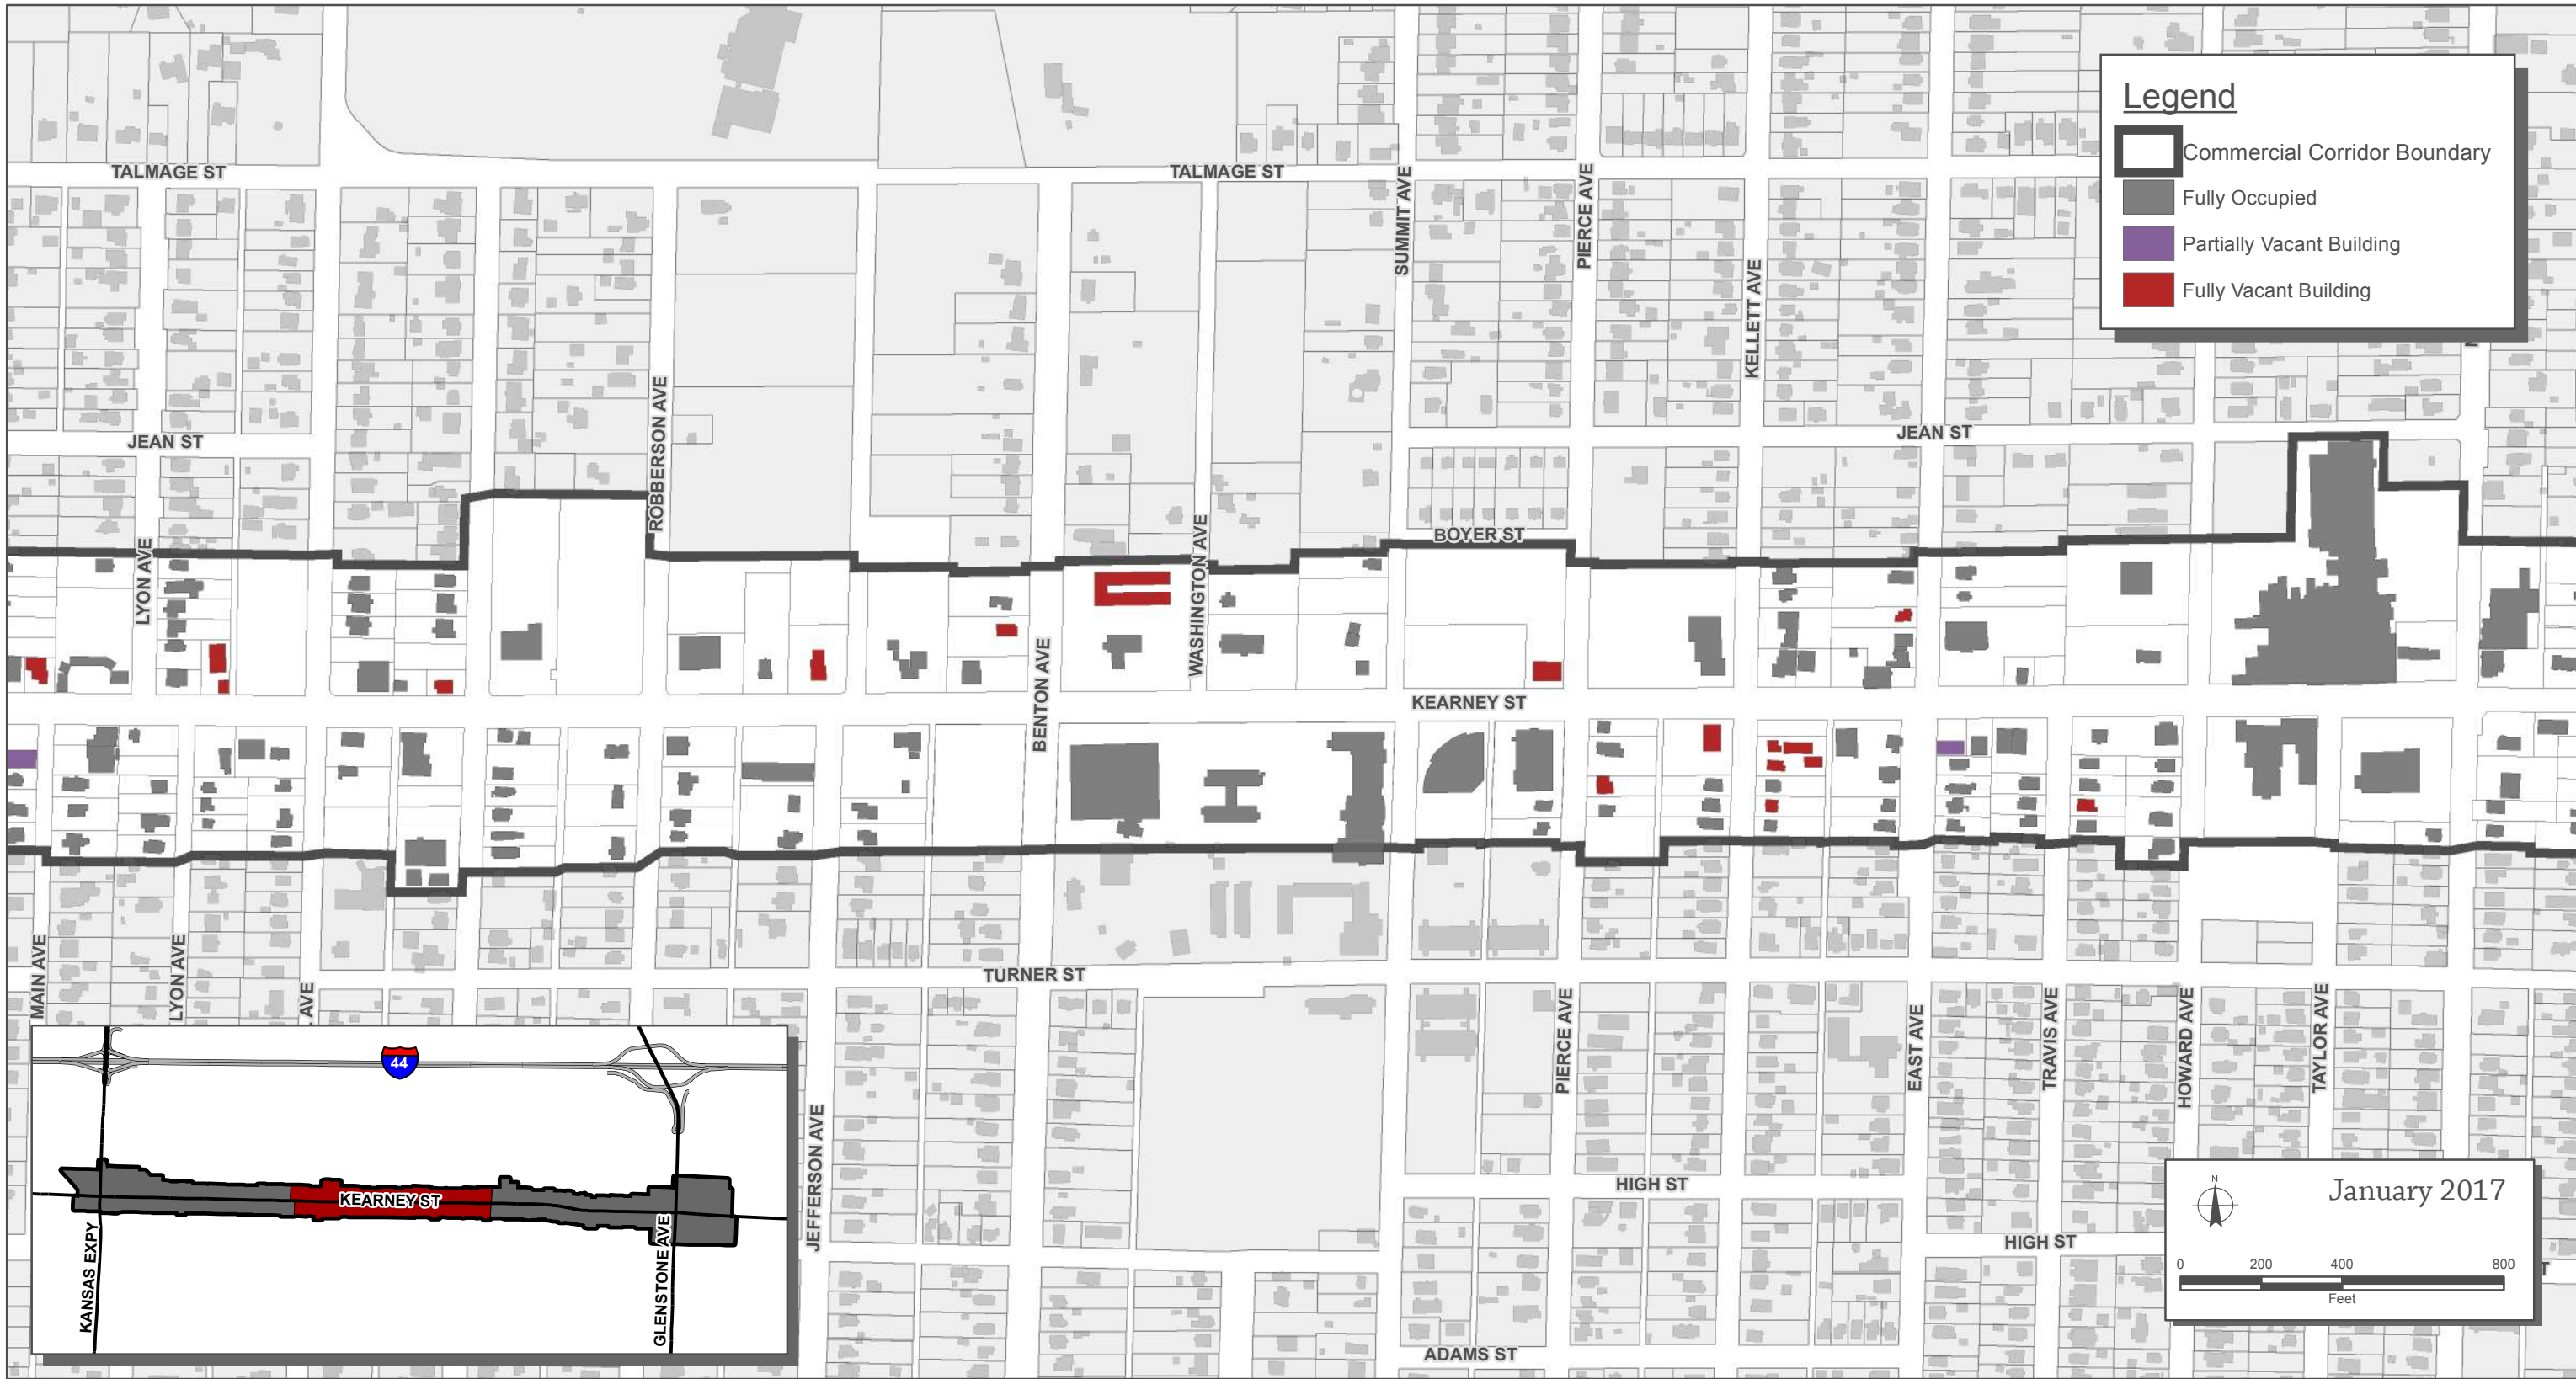 Legend
Commercial Corridor Boundary
Fully Occupied
Partially Vacant Building
Fully Vacant Building
TALMAGE ST
TALMAGE ST
SUMMIT AVE
PIERCE AVE
KELLETT AVE
JEAN ST
JEAN ST
ROBBERSON AVE
LYON AVE
WASHINGTON AVE
BOYER ST
BENTON AVE
KEARNEY ST
MAIN AVE
LYON AVE
AVE
TURNER ST
PIERCE AVE
EAST AVE
TRAVIS AVE
HOWARD AVE
TAYLOR AVE
JEFFERSON AVE
HIGH ST
HIGH ST
ADAMS ST
44
KEARNEY ST
KANSAS EXPY
GLENSTONE AVE
N
January 2017
0 200 400 800
Feet